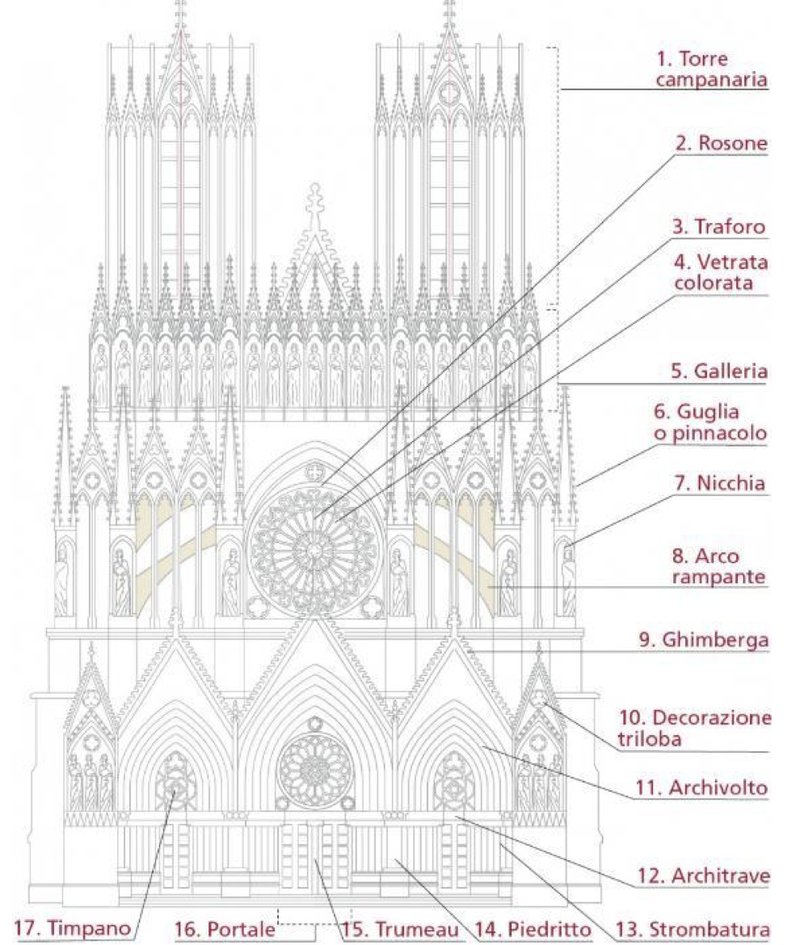 1. Torre
campanaria
2. Rosone
3. Traforo
4. Vetrata
colorata
5. Galleria
6. Guglia
o pinnacolo
7. Nicchia
8. Arco
rampante
9. Ghimberga
10. Decorazione
triloba
11. Archivolto
12. Architrave
17. Timpano
16. Portale
15. Trumeau
14. Piedritto
13. Strombatura